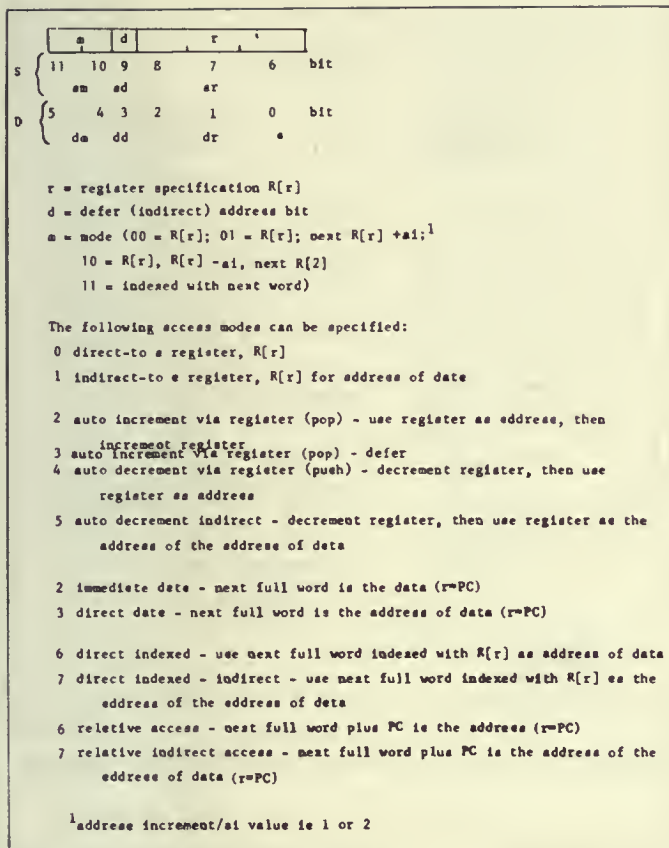 m d r
S 11 10 9 8 7 6 bit
sm sd sr
D 5 4 3 2 1 0 bit
dm dd dr
r = register specification R[r]
d = defer (indirect) address bit
m = mode (00 = R[r]; 01 = R[r]; next R[r] +ai;1
10 = R[r], R[r] -ai, next R[2]
11 = indexed with next word)
The following access modes can be specified:
0 direct-to a register, R[r]
1 indirect-to a register, R[r] for address of date
2 auto increment via register (pop) - use register as address, then
increment register
3 auto increment via register (pop) - defer
4 auto decrement via register (push) - decrement register, then use
register as address
5 auto decrement indirect - decrement register, then use register as the
address of the address of data
2 immediate date - next full word is the data (r=PC)
3 direct date - next full word is the address of data (r=PC)
6 direct indexed - use next full word indexed with R[r] as address of data
7 direct indexed - indirect - use next full word indexed with R[r] as the
address of the address of data
6 relative access - next full word plus PC is the address (r=PC)
7 relative indirect access - next full word plus PC is the address of the
address of data (r=PC)
1address increment/ai value is 1 or 2